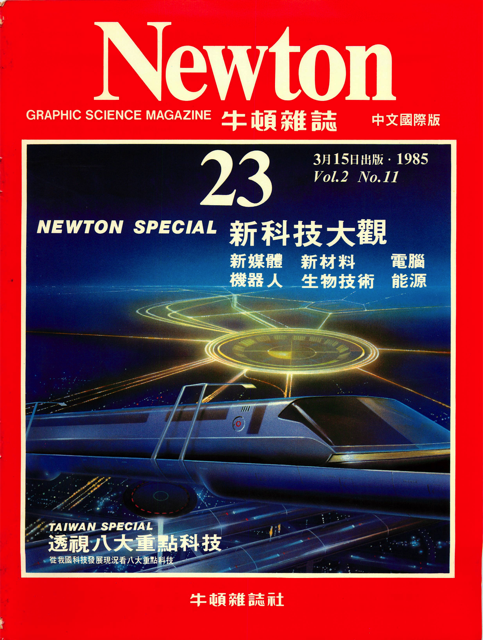 Newton
GRAPHIC SCIENCE MAGAZINE 牛頓雜誌 中文國際版
23
3月15日出版·1985
Vol.2 No.11
NEWTON SPECIAL 新科技大觀
新媒體 新材料 電腦
機器人 生物技術 能源
TAIWAN SPECIAL
透視八大重點科技
從我國科技發展現況看八大重點科技
牛頓雜誌社